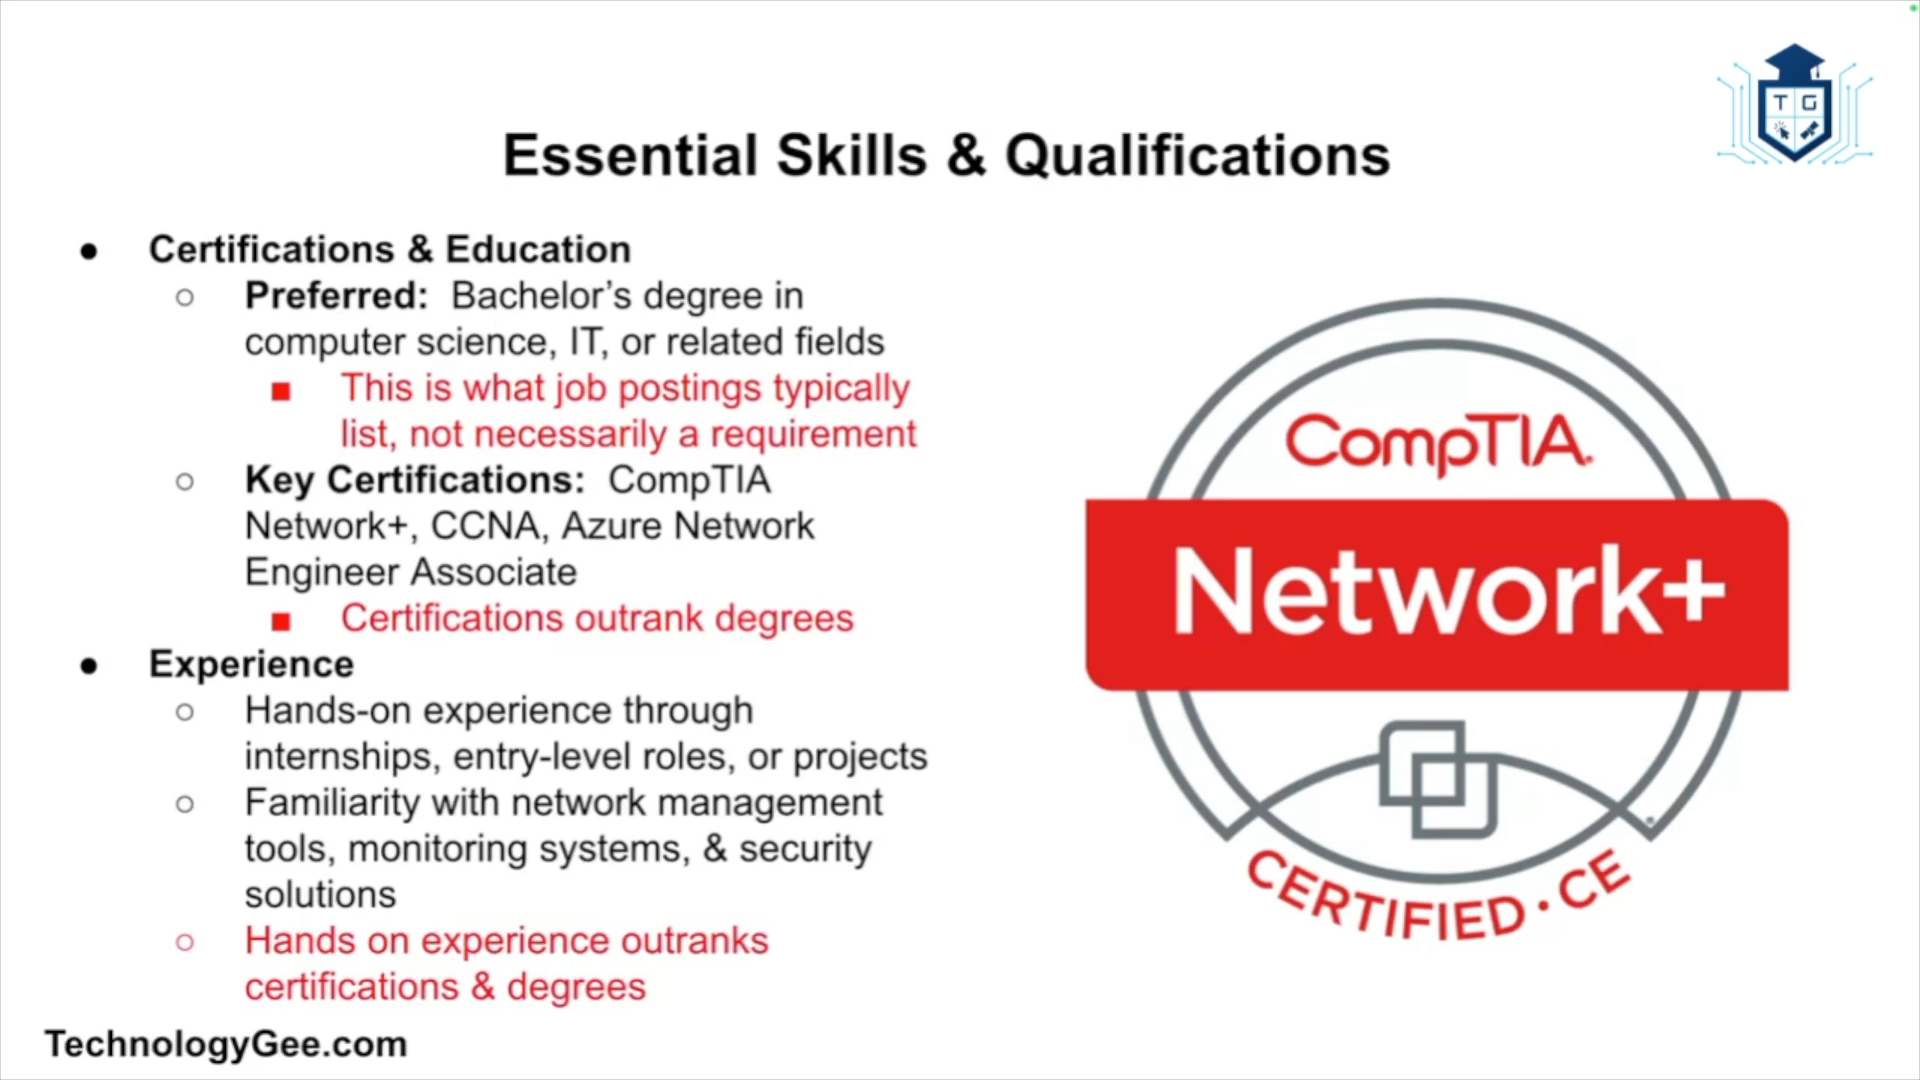 T G
Essential Skills & Qualifications
● Certifications & Education
○ Preferred: Bachelor’s degree in
computer science, IT, or related fields
■ This is what job postings typically
list, not necessarily a requirement
○ Key Certifications: CompTIA
Network+, CCNA, Azure Network
Engineer Associate
■ Certifications outrank degrees
● Experience
○ Hands-on experience through
internships, entry-level roles, or projects
○ Familiarity with network management
tools, monitoring systems, & security
solutions
○ Hands on experience outranks
certifications & degrees
CompTIA.
Network+
CERTIFIED • CE
TechnologyGee.com